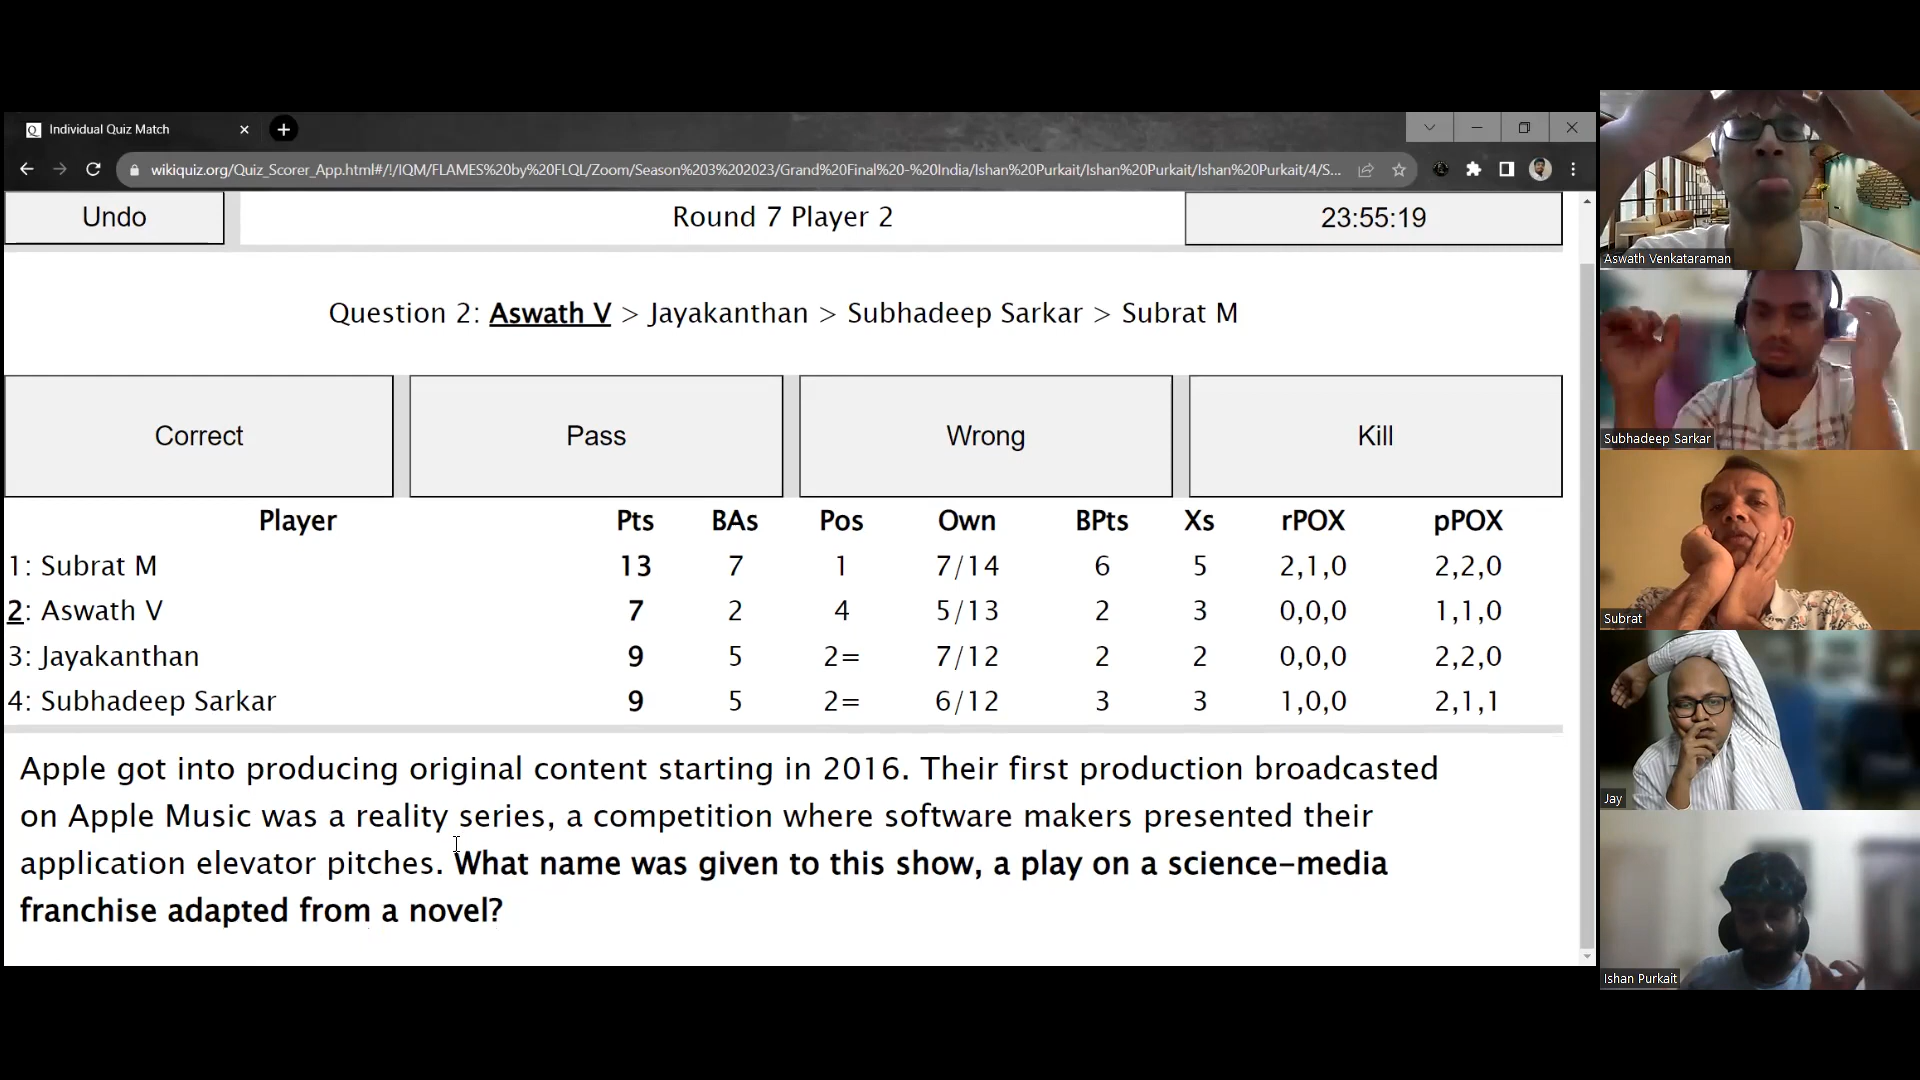 Individual Quiz Match
wikiquiz.org/Quiz_Scorer_App.html#/!/IQM/FLAMES%20by%20FLQL/Zoom/Season%203%202023/Grand%20Final%20-%20India/Ishan%20Purkait/Ishan%20Purkait/Ishan%20Purkait/4/S...
Undo
Round 7 Player 2
23:55:19
Question 2: Aswath V > Jayakanthan > Subhadeep Sarkar > Subrat M
Correct Pass Wrong Kill
Player Pts BAs Pos Own BPts Xs rPOX pPOX
1: Subrat M 13 7 1 7/14 6 5 2,1,0 2,2,0
2: Aswath V 7 2 4 5/13 2 3 0,0,0 1,1,0
3: Jayakanthan 9 5 2= 7/12 2 2 0,0,0 2,2,0
4: Subhadeep Sarkar 9 5 2= 6/12 3 3 1,0,0 2,1,1
Apple got into producing original content starting in 2016. Their first production broadcasted
on Apple Music was a reality series, a competition where software makers presented their
application elevator pitches. What name was given to this show, a play on a science-media
franchise adapted from a novel?
Aswath Venkataraman
Subhadeep Sarkar
Subrat
Jay
Ishan Purkait